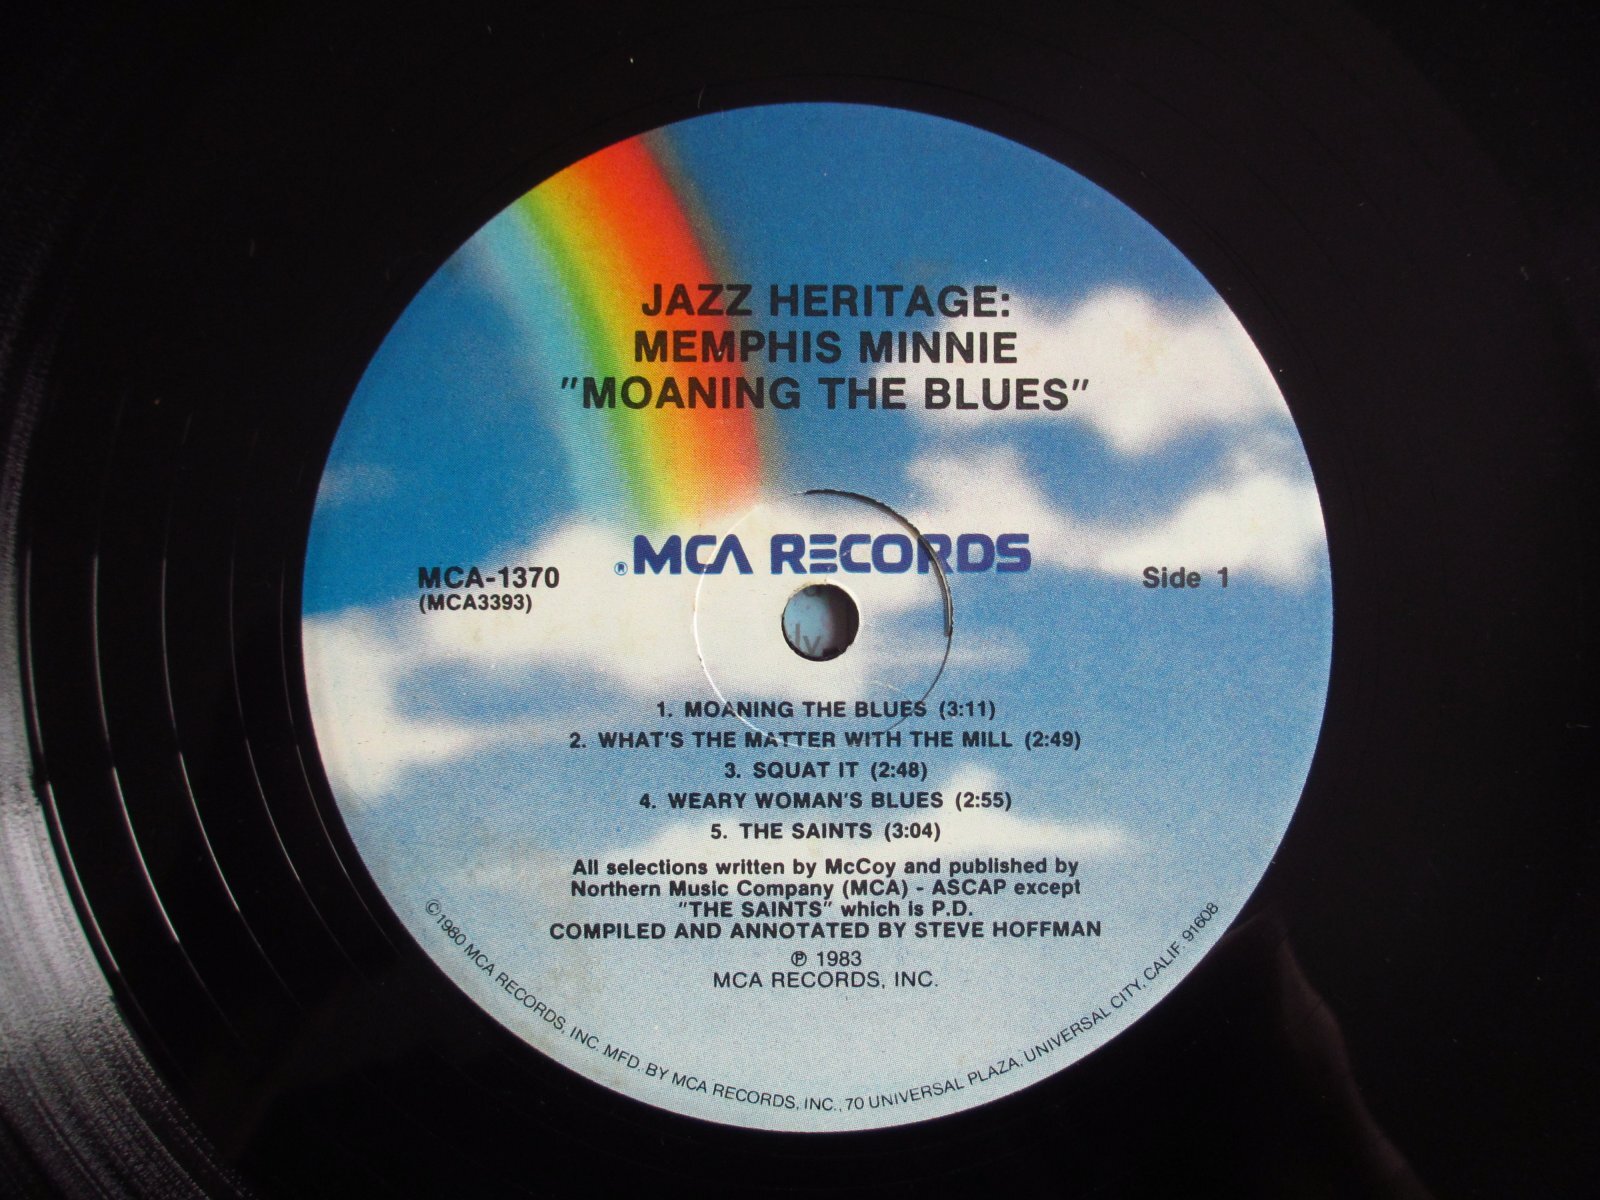 JAZZ HERITAGE:
MEMPHIS MINNIE
"MOANING THE BLUES"
® MCA RECORDS
MCA-1370
(MCA3393)
Side 1
1. MOANING THE BLUES (3:11)
2. WHAT'S THE MATTER WITH THE MILL (2:49)
3. SQUAT IT (2:48)
4. WEARY WOMAN'S BLUES (2:55)
5. THE SAINTS (3:04)
All selections written by McCoy and published by
Northern Music Company (MCA) - ASCAP except
"THE SAINTS" which is P.D.
COMPILED AND ANNOTATED BY STEVE HOFFMAN
℗ 1983
MCA RECORDS, INC.
©1980 MCA RECORDS, INC. MFD. BY MCA RECORDS, INC., 70 UNIVERSAL PLAZA, UNIVERSAL CITY, CALIF. 91608